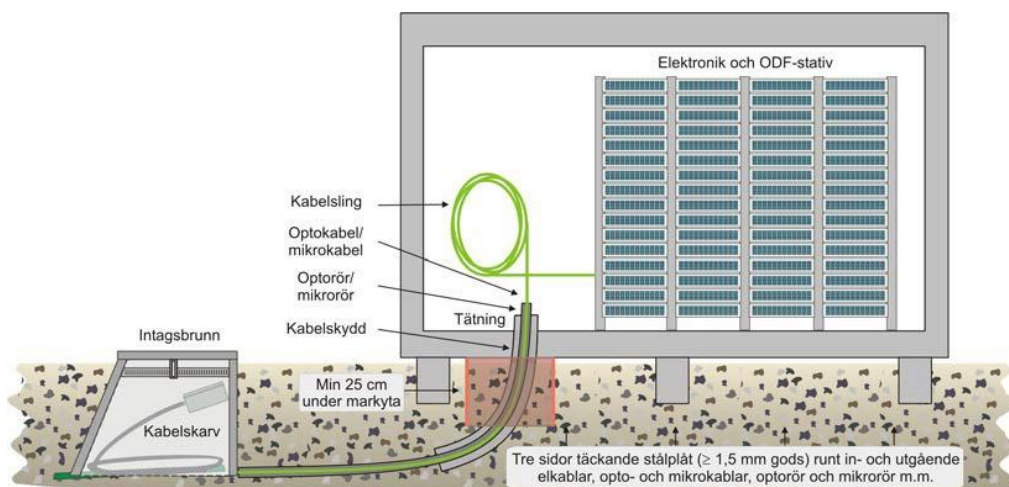 Elektronik och ODF-stativ
Kabelsling
Optokabel/
mikrokabel
Optorör/
mikrorör
Tätning
Kabelskydd
Intagsbrunn
Min 25 cm
under markyta
Kabelskarv
Tre sidor täckande stålplåt (≥ 1,5 mm gods) runt in- och utgående
elkablar, opto- och mikrokablar, optorör och mikrorör m.m.